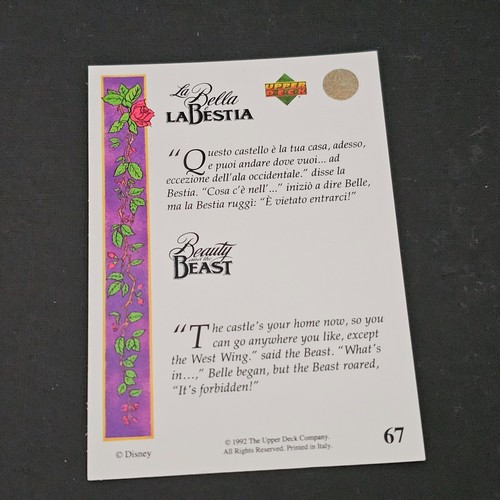 La Bella
e LA BESTIA
UPPER
DECK
"Questo castello è la tua casa, adesso,
e puoi andare dove vuoi... ad
eccezione dell'ala occidentale." disse la
Bestia. "Cosa c'è nell'..." iniziò a dire Belle,
ma la Bestia ruggì: "È vietato entrarci!"
Beauty
and the
BEAST
"The castle's your home now, so you
can go anywhere you like, except
the West Wing." said the Beast. "What's
in...," Belle began, but the Beast roared,
"It's forbidden!"
© Disney
© 1992 The Upper Deck Company.
All Rights Reserved. Printed in Italy.
67